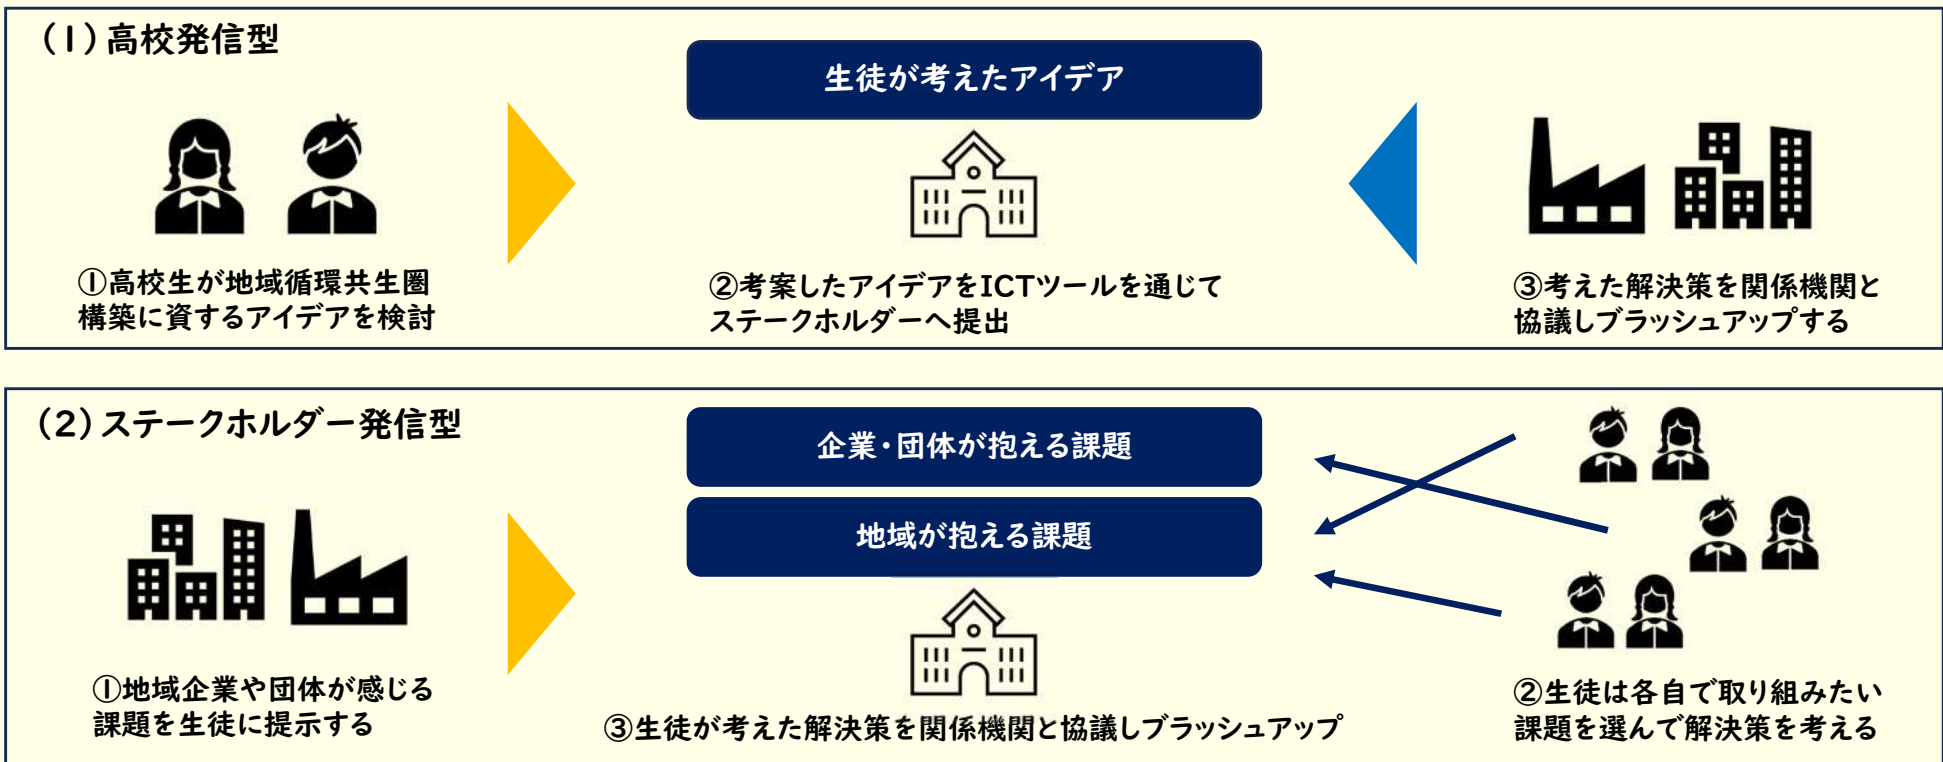 (1)高校発信型
生徒が考えたアイデア
①高校生が地域循環共生圏
構築に資するアイデアを検討
②考案したアイデアをICTツールを通じて
ステークホルダーへ提出
③考えた解決策を関係機関と
協議しブラッシュアップする
(2)ステークホルダー発信型
企業・団体が抱える課題
地域が抱える課題
①地域企業や団体が感じる
課題を生徒に提示する
②生徒は各自で取り組みたい
課題を選んで解決策を考える
③生徒が考えた解決策を関係機関と協議しブラッシュアップ